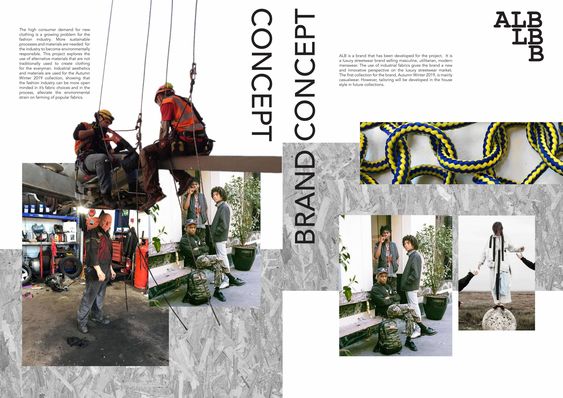 The high consumer demand for new
clothing is a growing problem for the
fashion industry. More sustainable
processes and materials are needed for
the industry to become environmentally
responsible. This project explores the
use of alternative materials that are not
traditionally used to create clothing
for the everyman. Industrial aesthetics
and materials are used for the Autumn
Winter 2019 collection, showing that
the fashion industry can be more open
minded in it's fabric choices and in the
process, alleviate the environmental
strain on farming of popular fabrics.
CONCEPT
BRAND CONCEPT
ALB is a brand that has been developed for the project. It is
a luxury streetwear brand selling masculine, utilitarian, modern
menswear. The use of industrial fabrics gives the brand a new
and innovative perspective on the luxury streetwear market.
The first collection for the brand, Autumn Winter 2019, is mainly
casualwear. However, tailoring will be developed in the house
style in future collections.
ALB
LBB
B